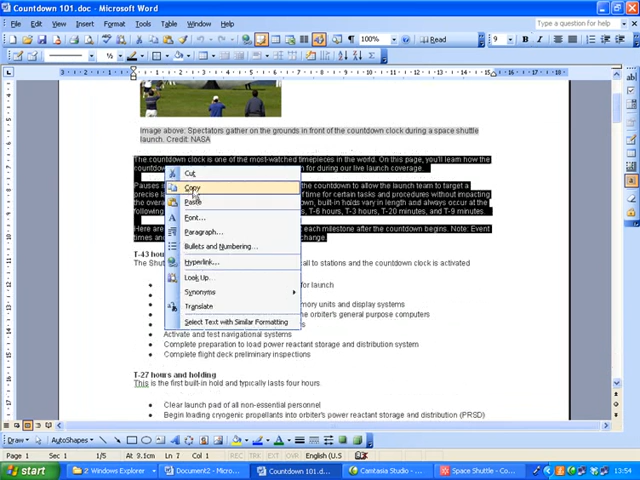 Countdown 101.doc - Microsoft Word
File Edit View Insert Format Tools Table Window Help Type a question for help
100% Read 9
Image above: Spectators gather on the grounds in front of the countdown clock during a space shuttle
launch. Credit: NASA
The countdown clock is one of the most-watched timepieces in the world. On this page, you'll learn how the
for during our live launch coverage.
Pauses the countdown to allow the launch team to target a
precise of time for certain tasks and procedures without impacting
the overa built-in holds vary in length and always occur at the
following T-6 hours, T-3 hours, T-20 minutes, and T-9 minutes.
Here are each milestone after the countdown begins. Note: Event
times and change.
Cut
Copy
Paste
Font...
Paragraph...
Bullets and Numbering...
Hyperlink...
Look Up...
Synonyms
Translate
Select Text with Similar Formatting
T-43 hour
The Shut all to stations and the countdown clock is activated
for launch
mory units and display systems
the orbiter's general purpose computers
Activate and test navigational systems
Complete preparation to load power reactant storage and distribution system
Complete flight deck preliminary inspections
T-27 hours and holding
This is the first built-in hold and typically lasts four hours.
Clear launch pad of all non-essential personnel
Begin loading cryogenic propellants into orbiter's power reactant storage and distribution (PRSD)
Draw AutoShapes
Page 1 Sec 1 1/5 At 9.1cm Ln 7 Col 1 REC TRK EXT OVR English (U.S
start 2 Windows Explorer Document2 - Micros... Countdown 101.d... Camtasia Studio - ... Space Shuttle - Co... 13:54